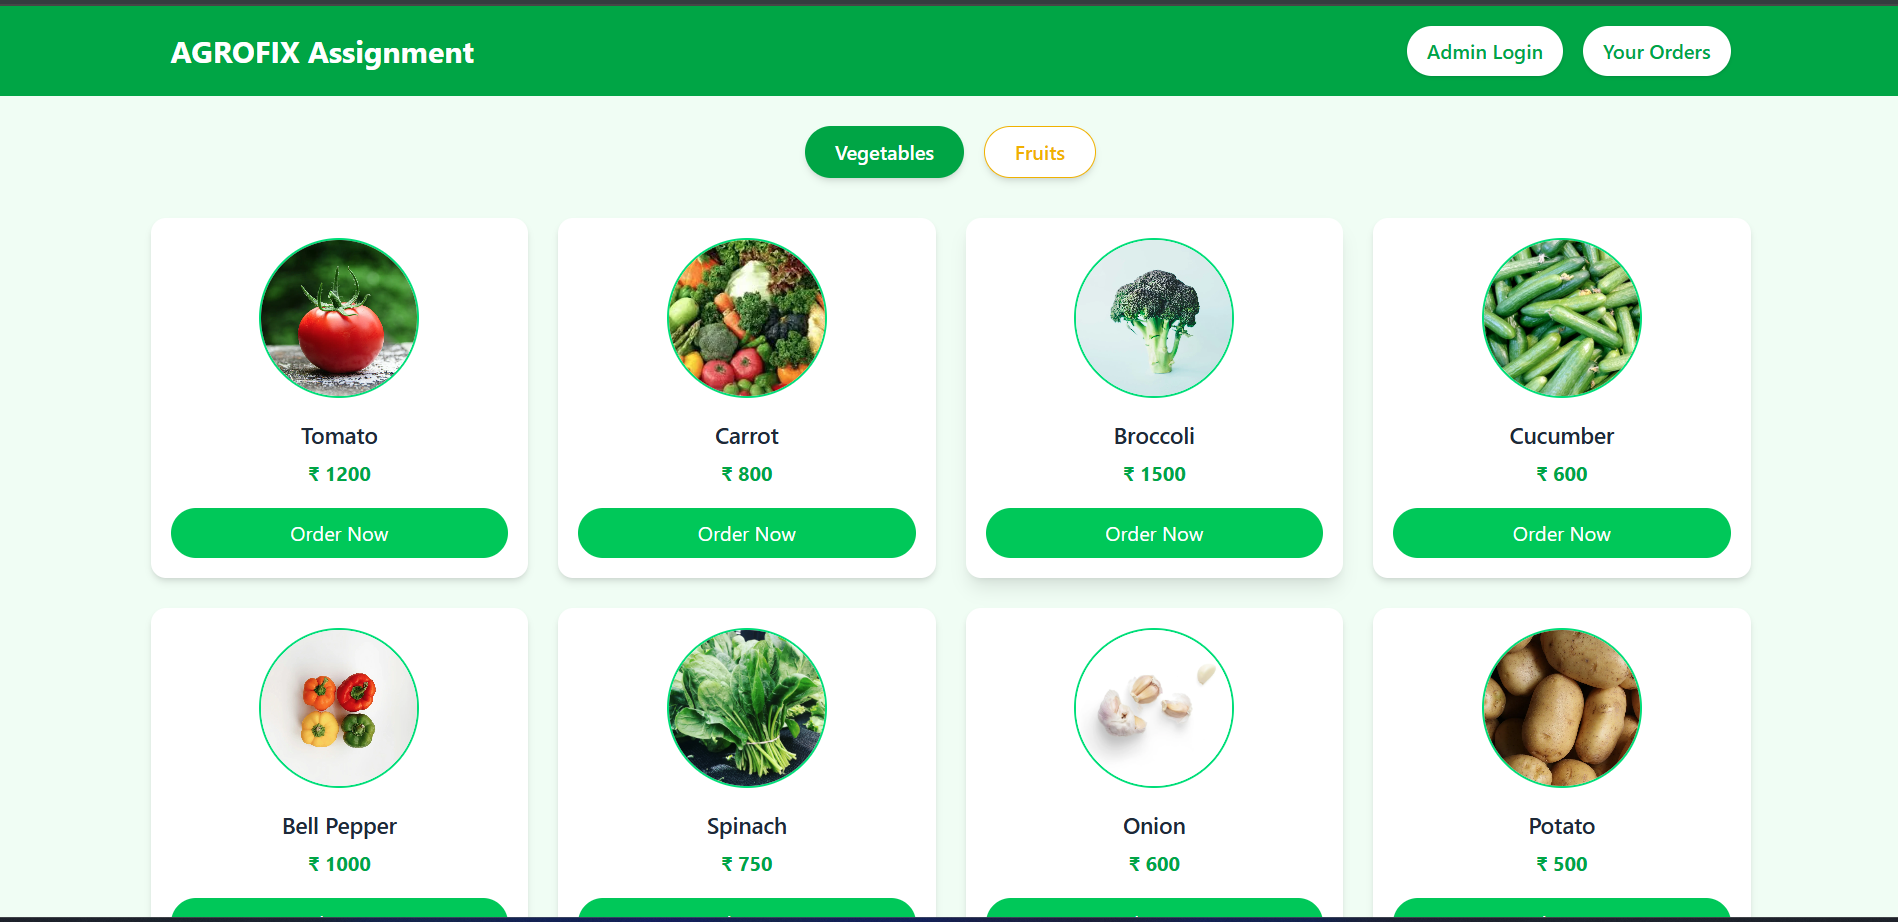 AGROFIX Assignment
Admin Login
Your Orders
Vegetables
Fruits
Tomato
₹ 1200
Order Now
Carrot
₹ 800
Order Now
Broccoli
₹ 1500
Order Now
Cucumber
₹ 600
Order Now
Bell Pepper
₹ 1000
Spinach
₹ 750
Onion
₹ 600
Potato
₹ 500